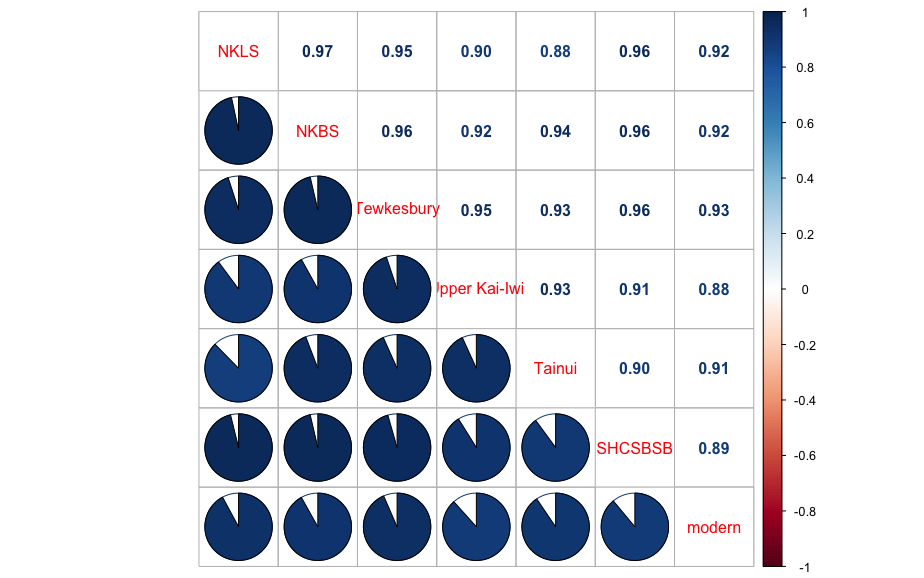 NKLS 0.97 0.95 0.90 0.88 0.96 0.92
NKBS 0.96 0.92 0.94 0.96 0.92
Tewkesbury 0.95 0.93 0.96 0.93
Upper Kai-Iwi 0.93 0.91 0.88
Tainui 0.90 0.91
SHCSBSB 0.89
modern
1
0.8
0.6
0.4
0.2
0
-0.2
-0.4
-0.6
-0.8
-1